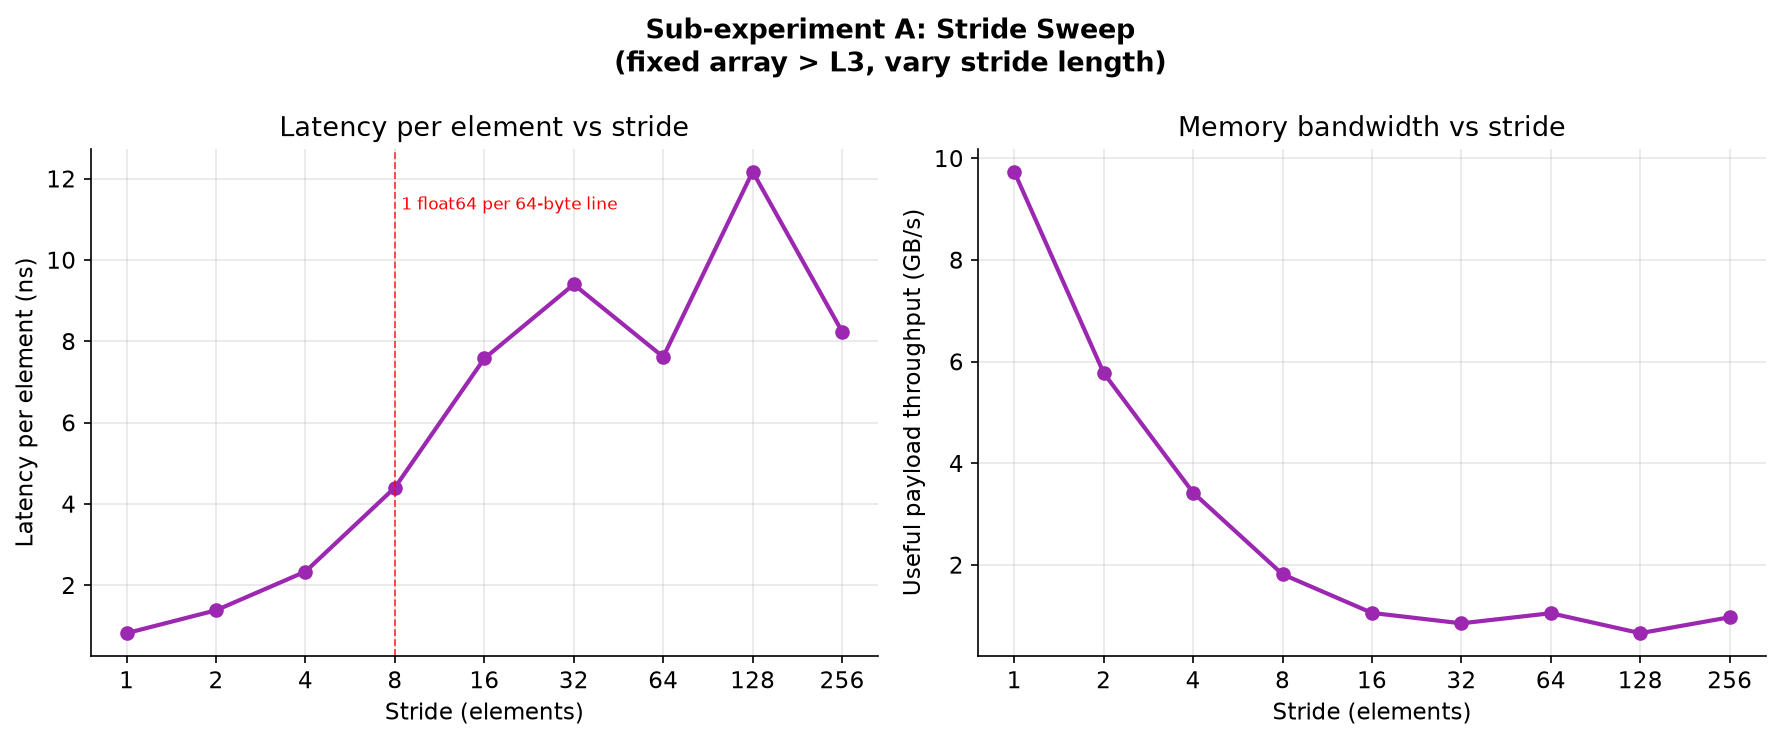 Sub-experiment A: Stride Sweep
(fixed array > L3, vary stride length)
Latency per element vs stride
Latency per element (ns)
12
10
8
6
4
2
1 float64 per 64-byte line
1 2 4 8 16 32 64 128 256
Stride (elements)
Memory bandwidth vs stride
Useful payload throughput (GB/s)
10
8
6
4
2
1 2 4 8 16 32 64 128 256
Stride (elements)